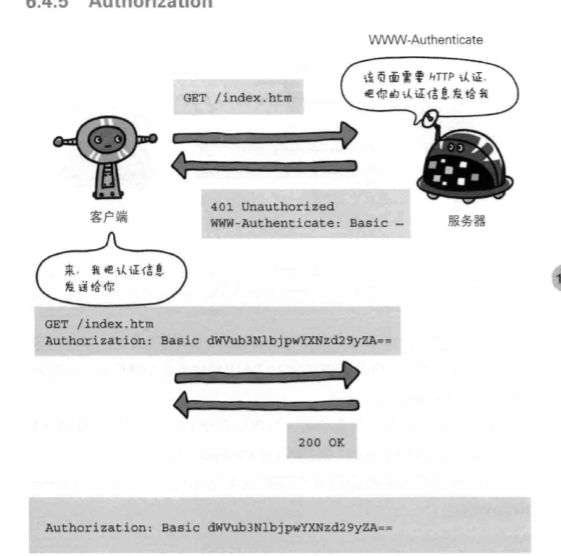 6.4.5 Authorization
WWW-Authenticate
该页面需要 HTTP 认证.
把你的认证信息发给我
GET /index.htm
401 Unauthorized
WWW-Authenticate: Basic …
客户端
服务器
来. 我把认证信息
发送给你
GET /index.htm
Authorization: Basic dWVub3NlbjpwYXNzd29yZA==
200 OK
Authorization: Basic dWVub3NlbjpwYXNzd29yZA==